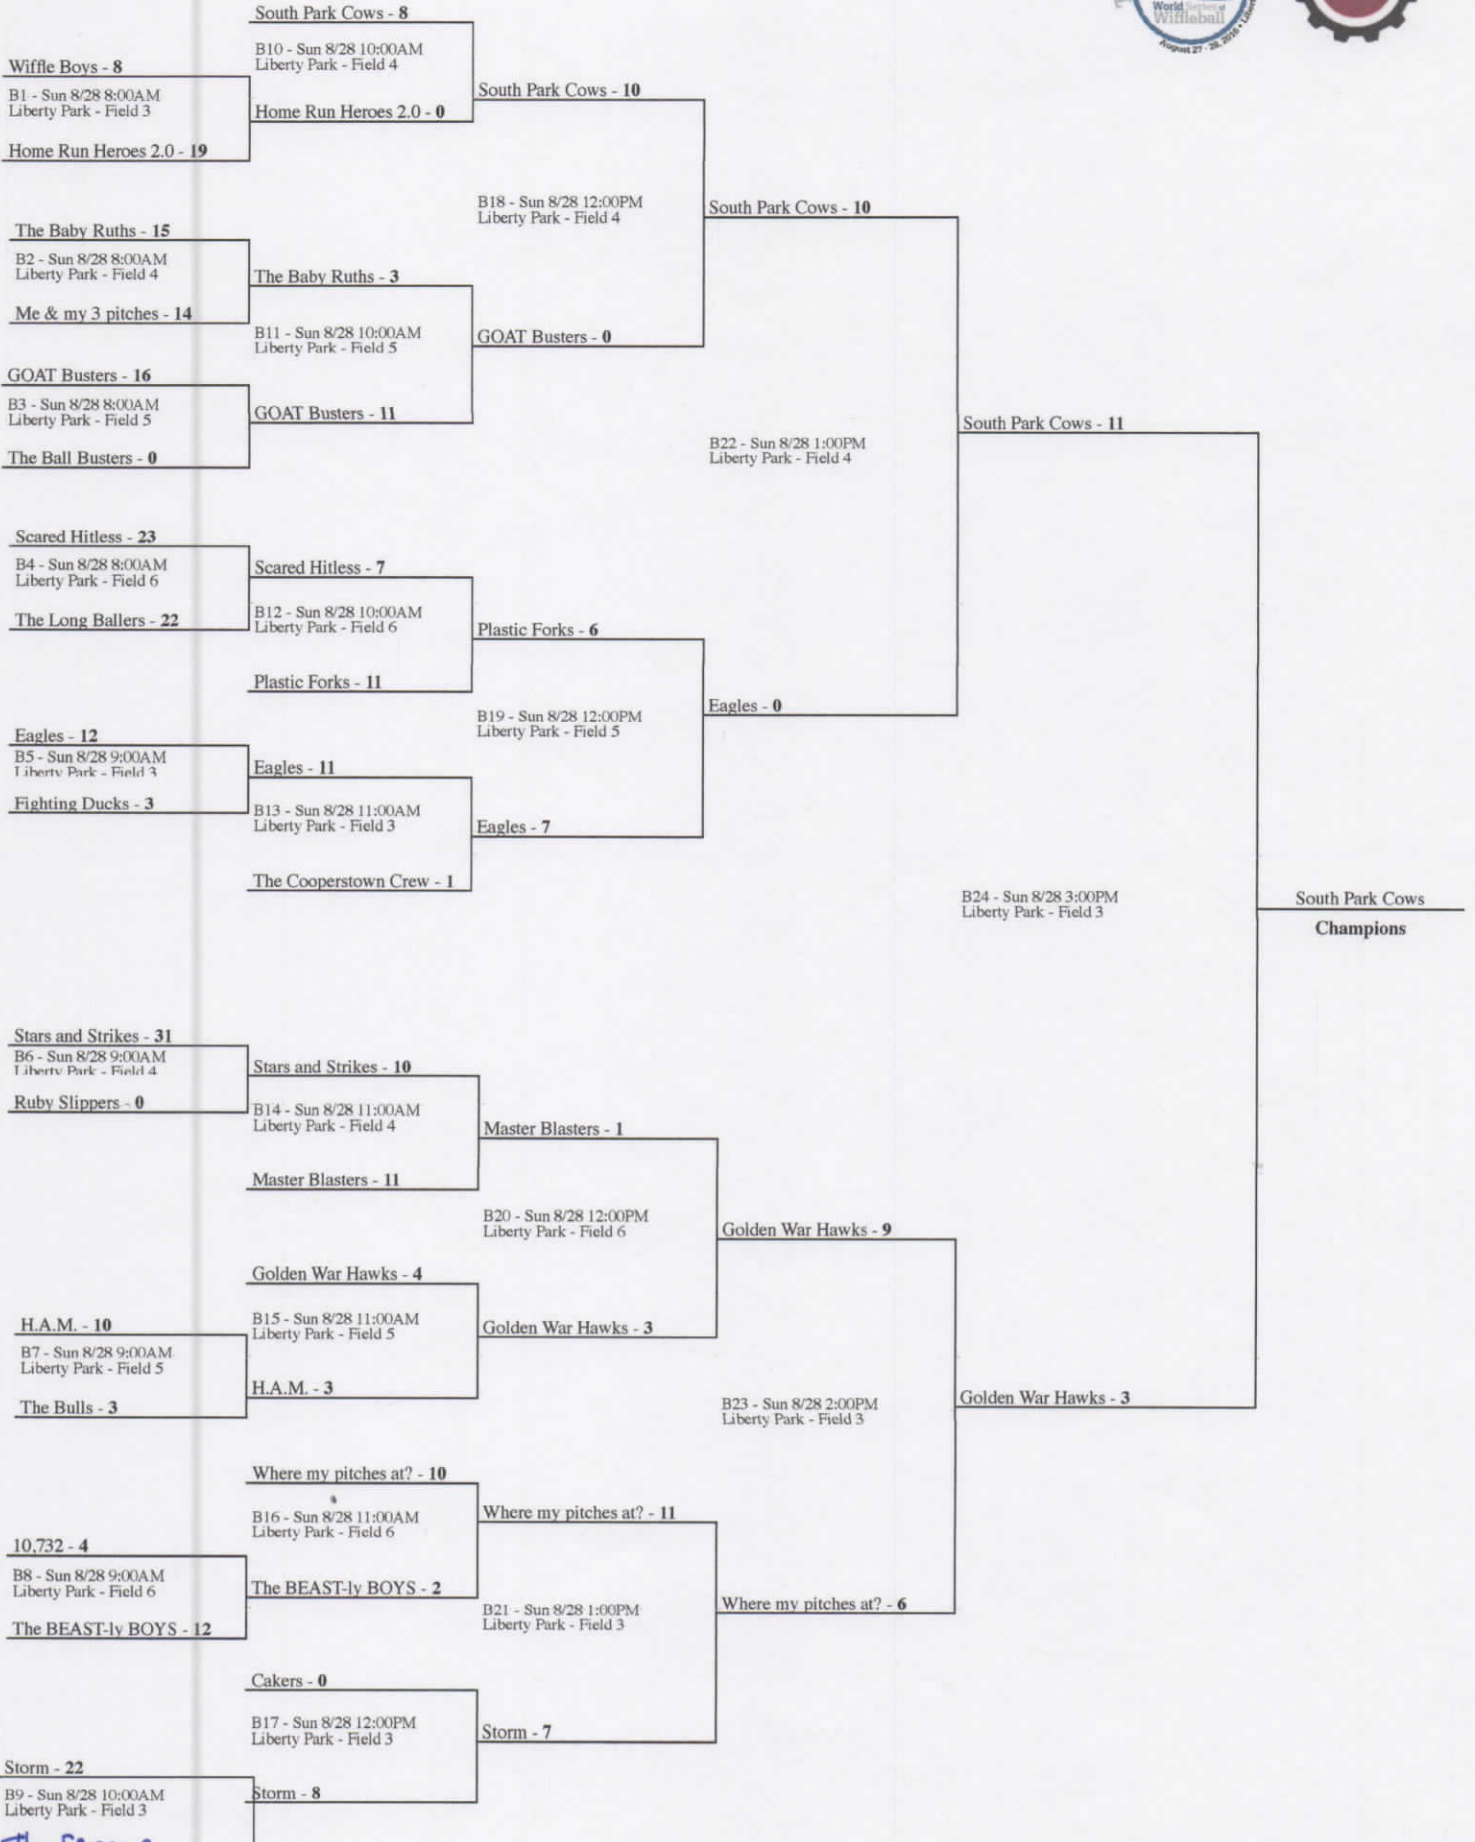 World Series of
Wiffleball
August 27 - 28, 2016 •
South Park Cows - 8
B10 - Sun 8/28 10:00AM
Liberty Park - Field 4
Home Run Heroes 2.0 - 0
Wiffle Boys - 8
B1 - Sun 8/28 8:00AM
Liberty Park - Field 3
Home Run Heroes 2.0 - 19
The Baby Ruths - 15
B2 - Sun 8/28 8:00AM
Liberty Park - Field 4
Me & my 3 pitches - 14
GOAT Busters - 16
B3 - Sun 8/28 8:00AM
Liberty Park - Field 5
The Ball Busters - 0
The Baby Ruths - 3
B11 - Sun 8/28 10:00AM
Liberty Park - Field 5
GOAT Busters - 11
South Park Cows - 10
B18 - Sun 8/28 12:00PM
Liberty Park - Field 4
GOAT Busters - 0
South Park Cows - 10
B22 - Sun 8/28 1:00PM
Liberty Park - Field 4
Eagles - 0
Scared Hitless - 23
B4 - Sun 8/28 8:00AM
Liberty Park - Field 6
The Long Ballers - 22
Scared Hitless - 7
B12 - Sun 8/28 10:00AM
Liberty Park - Field 6
Plastic Forks - 11
Eagles - 12
B5 - Sun 8/28 9:00AM
Liberty Park - Field 3
Fighting Ducks - 3
Eagles - 11
B13 - Sun 8/28 11:00AM
Liberty Park - Field 3
The Cooperstown Crew - 1
Plastic Forks - 6
B19 - Sun 8/28 12:00PM
Liberty Park - Field 5
Eagles - 7
South Park Cows - 11
B24 - Sun 8/28 3:00PM
Liberty Park - Field 3
Golden War Hawks - 3
South Park Cows
Champions
Stars and Strikes - 31
B6 - Sun 8/28 9:00AM
Liberty Park - Field 4
Ruby Slippers - 0
Stars and Strikes - 10
B14 - Sun 8/28 11:00AM
Liberty Park - Field 4
Master Blasters - 11
Master Blasters - 1
B20 - Sun 8/28 12:00PM
Liberty Park - Field 6
Golden War Hawks - 3
Golden War Hawks - 4
B15 - Sun 8/28 11:00AM
Liberty Park - Field 5
H.A.M. - 3
H.A.M. - 10
B7 - Sun 8/28 9:00AM
Liberty Park - Field 5
The Bulls - 3
Golden War Hawks - 9
B23 - Sun 8/28 2:00PM
Liberty Park - Field 3
Where my pitches at? - 6
Where my pitches at? - 10
B16 - Sun 8/28 11:00AM
Liberty Park - Field 6
The BEAST-ly BOYS - 2
10,732 - 4
B8 - Sun 8/28 9:00AM
Liberty Park - Field 6
The BEAST-ly BOYS - 12
Where my pitches at? - 11
B21 - Sun 8/28 1:00PM
Liberty Park - Field 3
Storm - 7
Cakers - 0
B17 - Sun 8/28 12:00PM
Liberty Park - Field 3
Storm - 8
Storm - 22
B9 - Sun 8/28 10:00AM
Liberty Park - Field 3